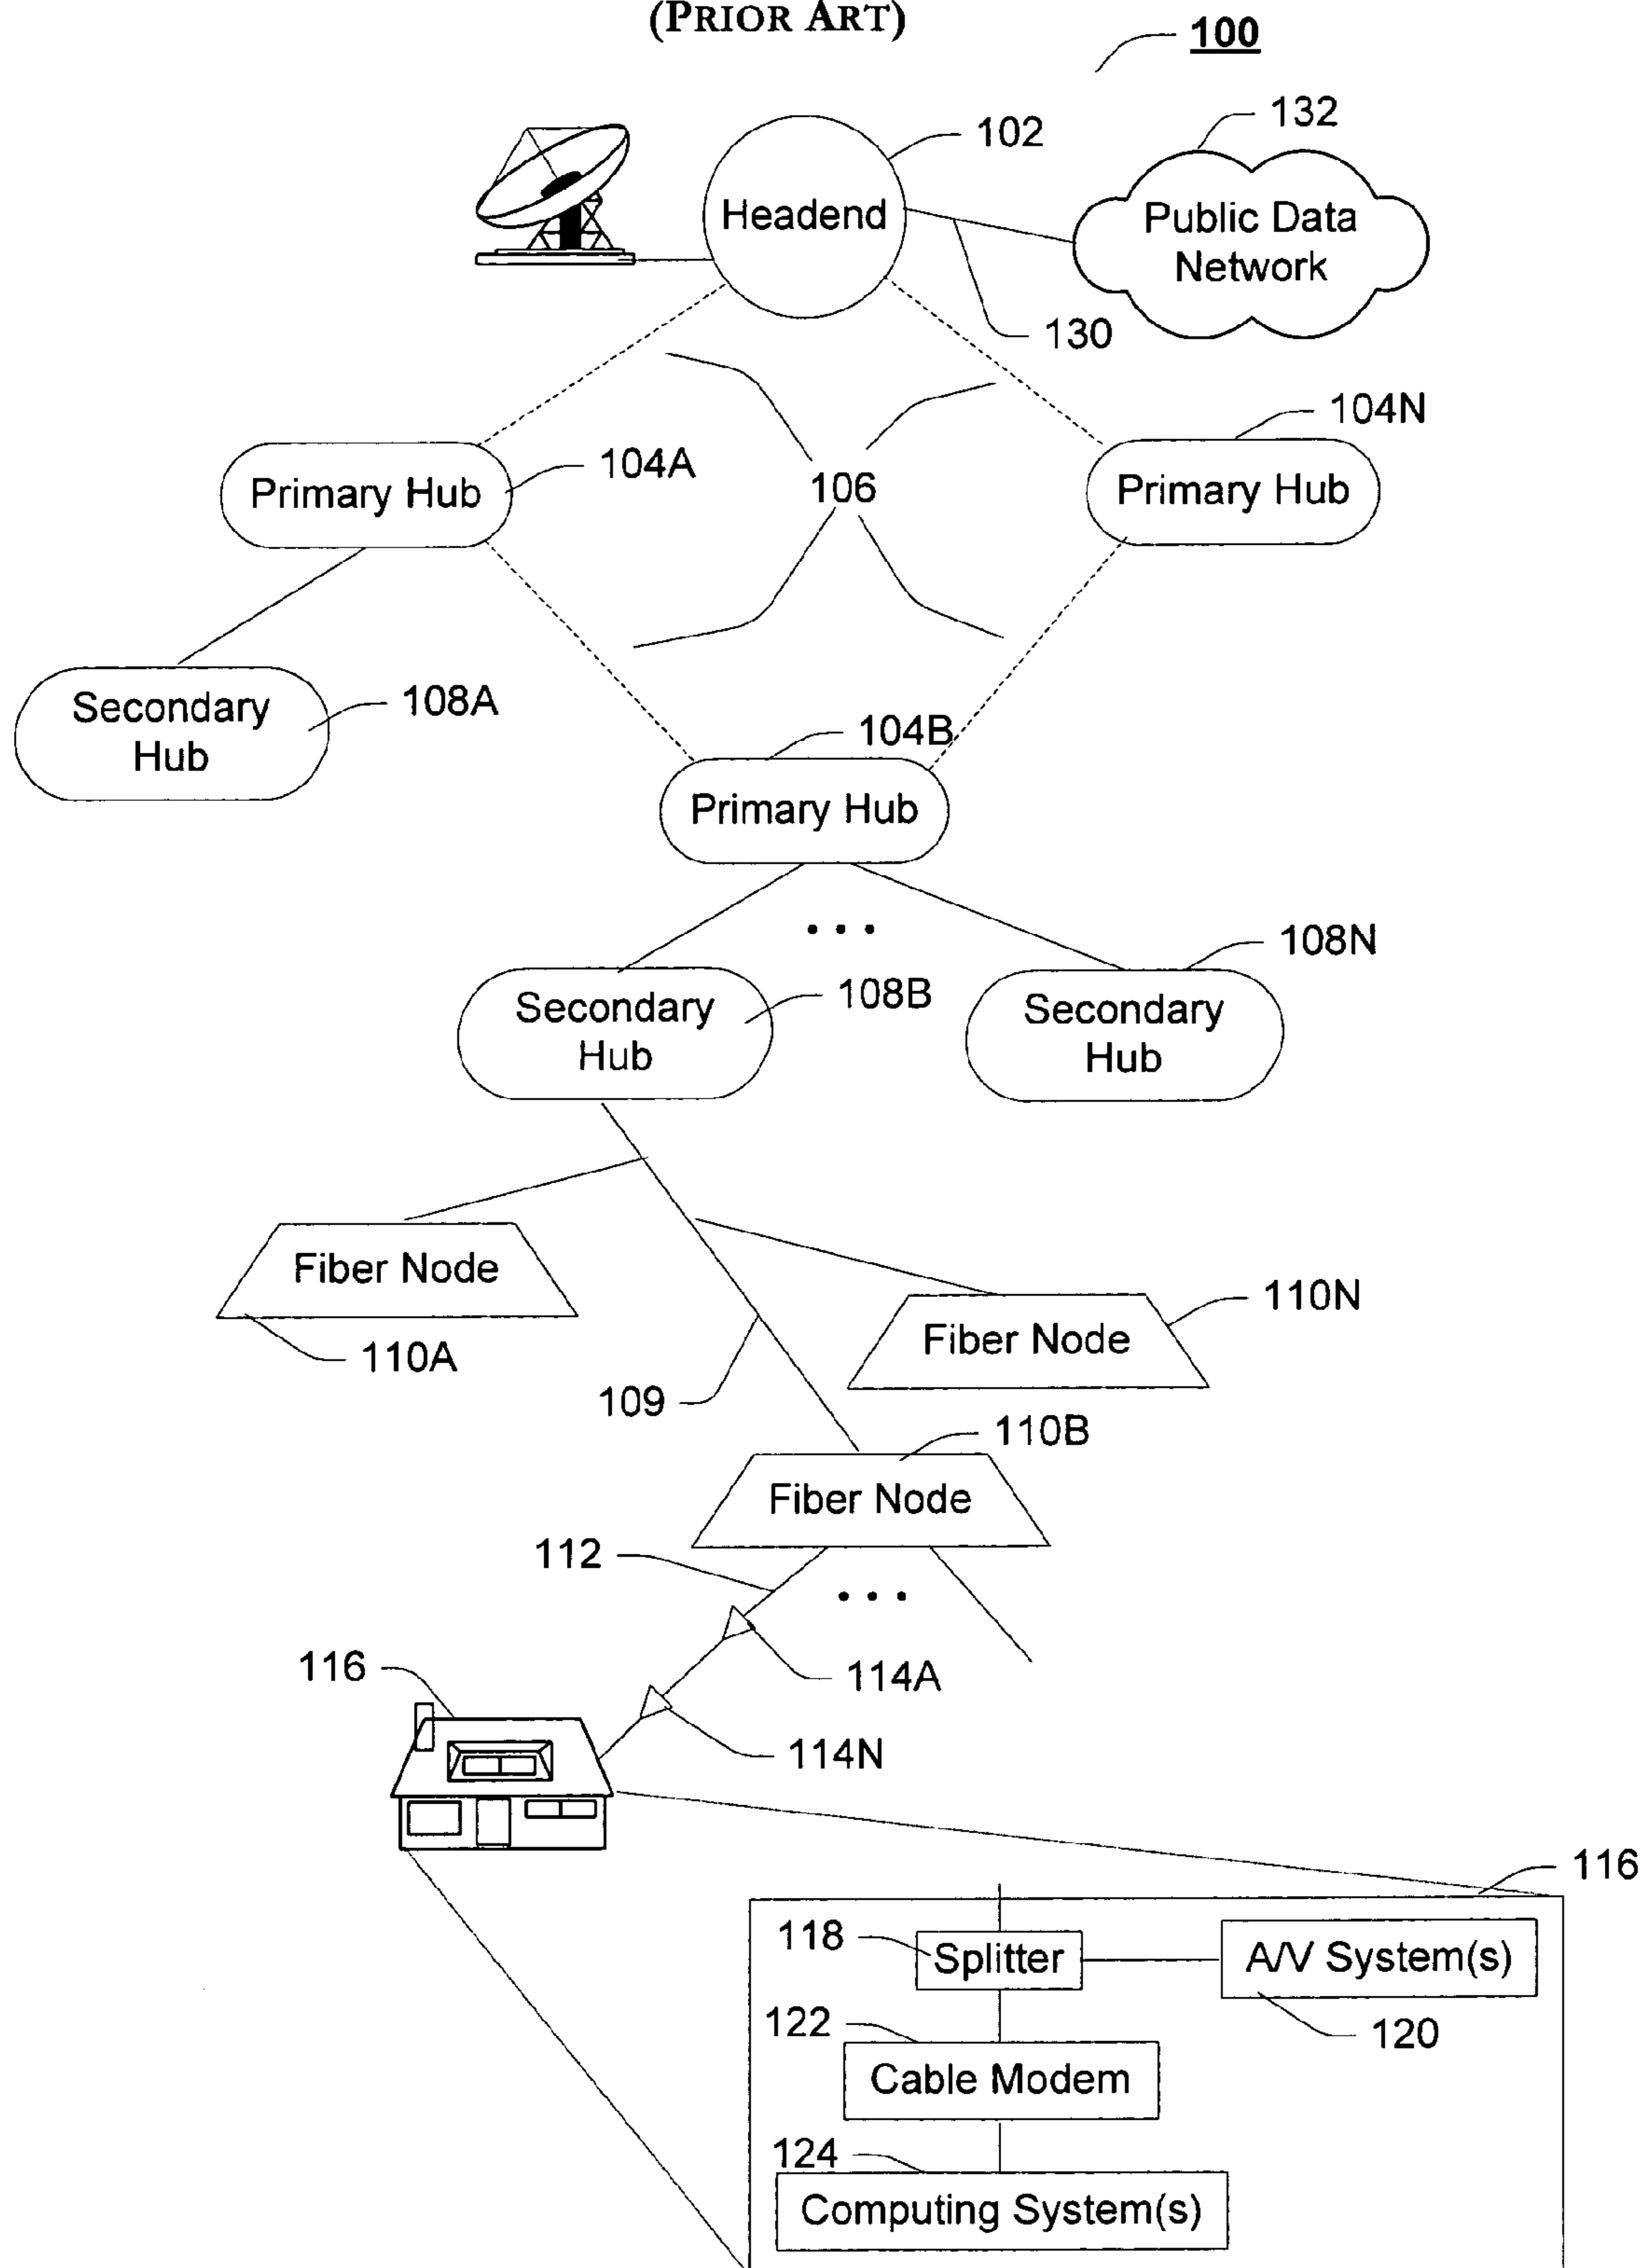 (PRIOR ART)
100
132
102
Headend
Public Data
Network
130
104N
104A
Primary Hub
106
Primary Hub
108A
Secondary
Hub
104B
Primary Hub
. . .
108N
108B
Secondary
Hub
Secondary
Hub
Fiber Node
110N
110A
Fiber Node
109
110B
Fiber Node
112
. . .
116
114A
114N
116
118
Splitter
A/V System(s)
122
120
Cable Modem
124
Computing System(s)